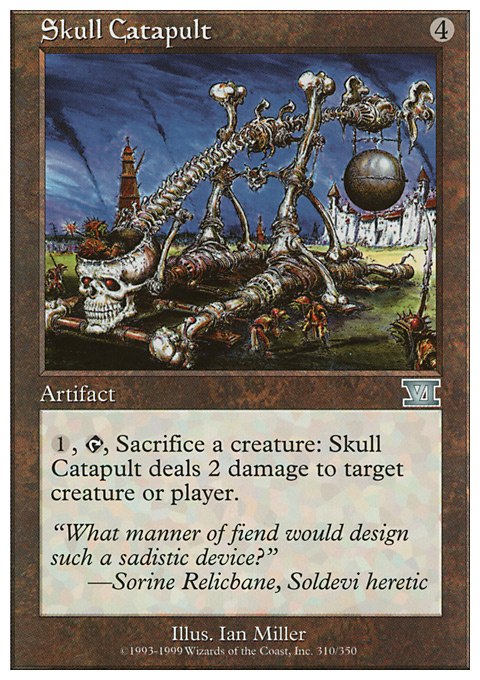 Skull Catapult 4
Artifact VI
1, , Sacrifice a creature: Skull
Catapult deals 2 damage to target
creature or player.
“What manner of fiend would design
such a sadistic device?”
—Sorine Relicbane, Soldevi heretic
Illus. Ian Miller
©1993-1999 Wizards of the Coast, Inc. 310/350